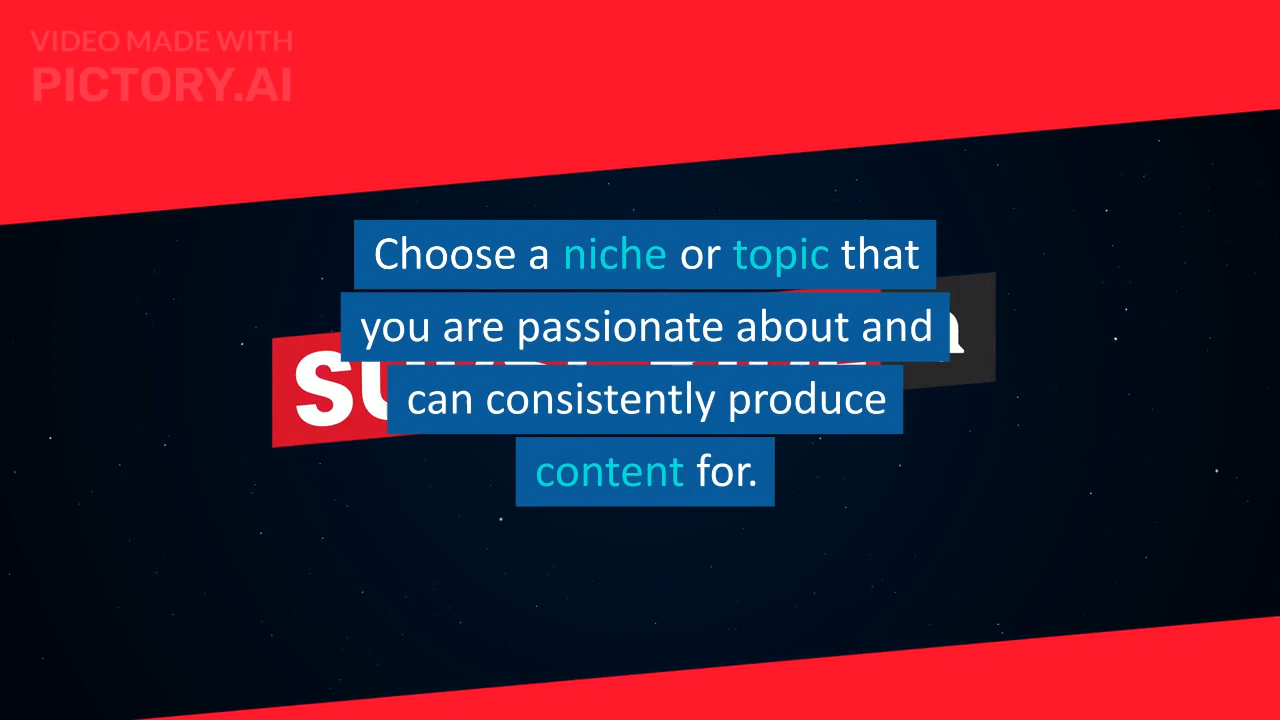 VIDEO MADE WITH
PICTORY.AI
Choose a niche or topic that
you are passionate about and
can consistently produce
content for.